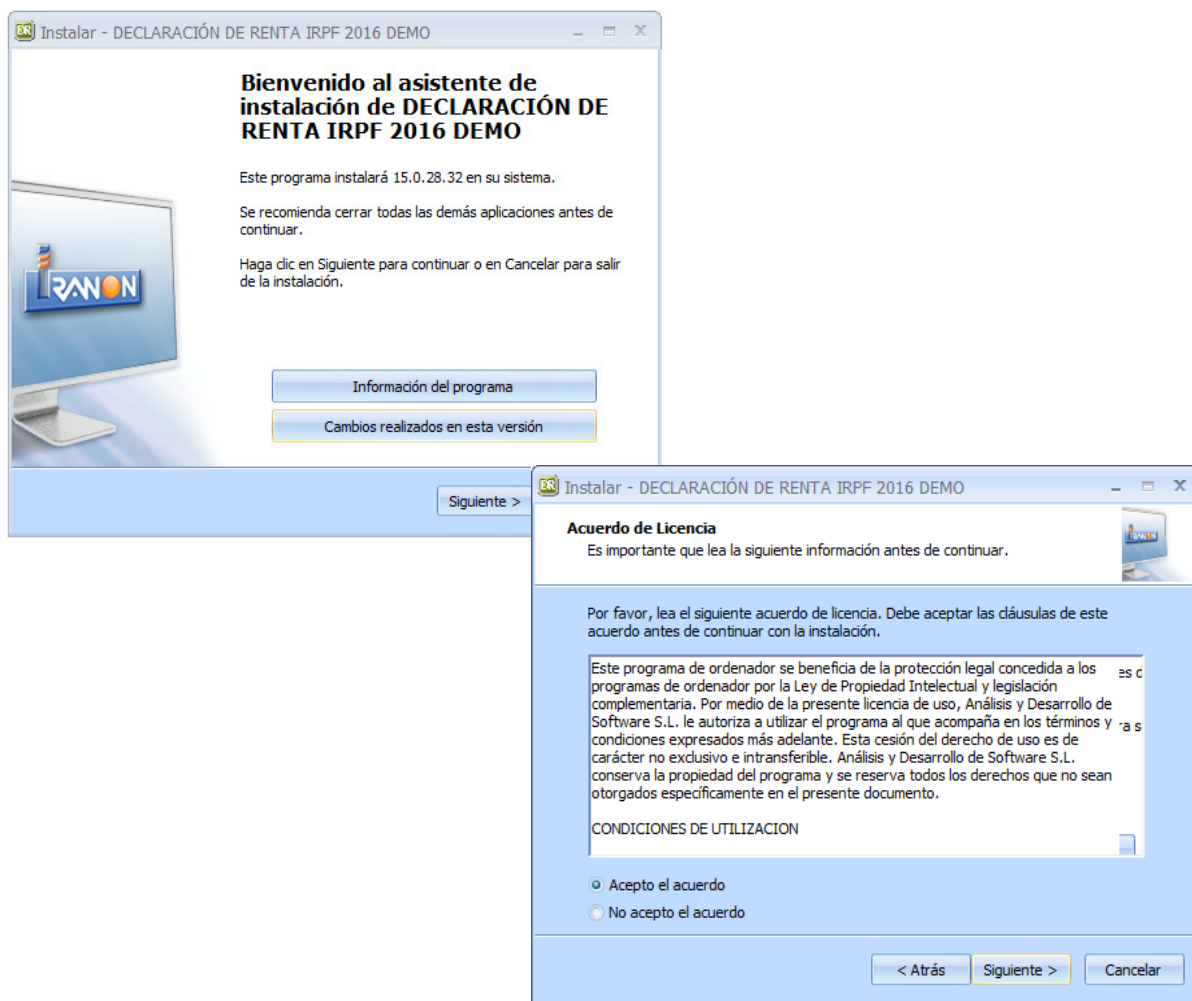 Instalar - DECLARACIÓN DE RENTA IRPF 2016 DEMO
Bienvenido al asistente de
instalación de DECLARACIÓN DE
RENTA IRPF 2016 DEMO
Este programa instalará 15.0.28.32 en su sistema.
Se recomienda cerrar todas las demás aplicaciones antes de
continuar.
Haga clic en Siguiente para continuar o en Cancelar para salir
de la instalación.
IRANON
Información del programa
Cambios realizados en esta versión
Siguiente >
Instalar - DECLARACIÓN DE RENTA IRPF 2016 DEMO
Acuerdo de Licencia
Es importante que lea la siguiente información antes de continuar.
IRANON
Por favor, lea el siguiente acuerdo de licencia. Debe aceptar las cláusulas de este
acuerdo antes de continuar con la instalación.
Este programa de ordenador se beneficia de la protección legal concedida a los
programas de ordenador por la Ley de Propiedad Intelectual y legislación
complementaria. Por medio de la presente licencia de uso, Análisis y Desarrollo de
Software S.L. le autoriza a utilizar el programa al que acompaña en los términos y
condiciones expresados más adelante. Esta cesión del derecho de uso es de
carácter no exclusivo e intransferible. Análisis y Desarrollo de Software S.L.
conserva la propiedad del programa y se reserva todos los derechos que no sean
otorgados específicamente en el presente documento.
CONDICIONES DE UTILIZACION
Acepto el acuerdo
No acepto el acuerdo
< Atrás
Siguiente >
Cancelar